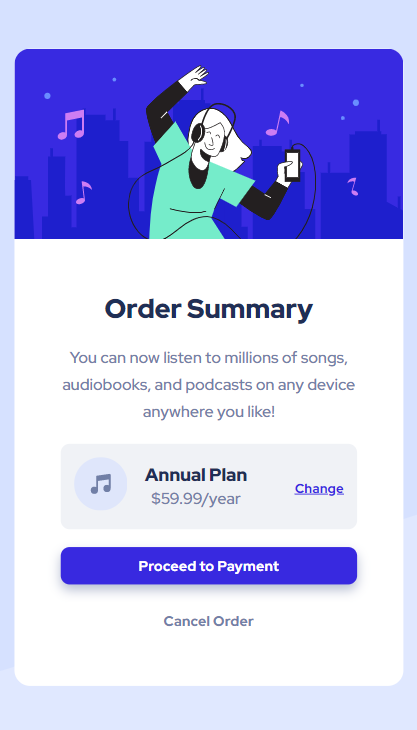 Order Summary
You can now listen to millions of songs,
audiobooks, and podcasts on any device
anywhere you like!
Annual Plan
$59.99/year
Change
Proceed to Payment
Cancel Order